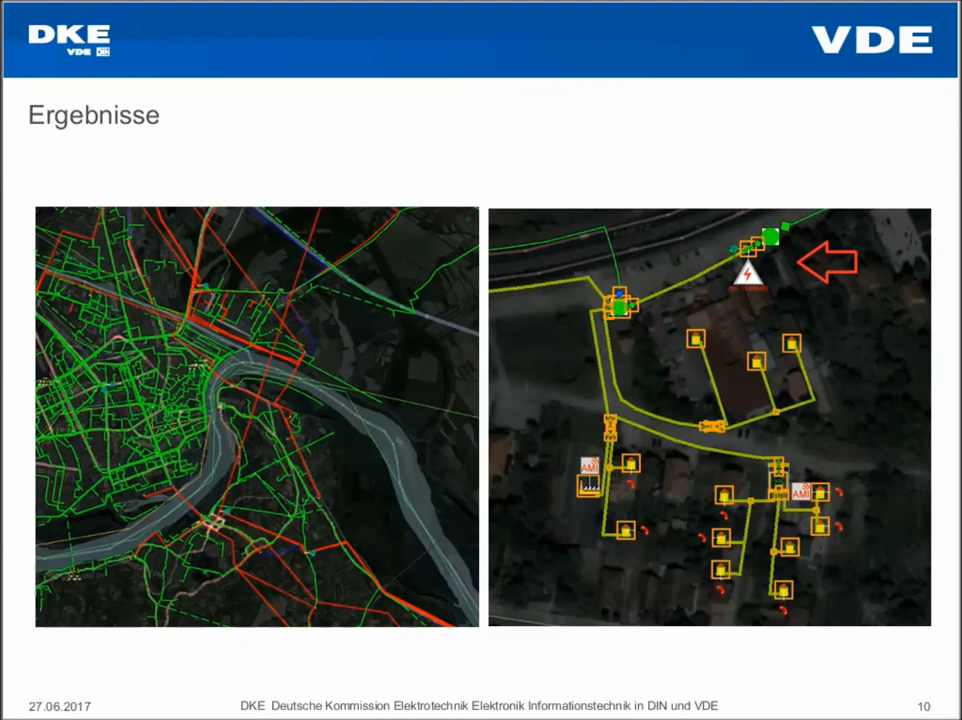 DKE
VDE DIN
VDE
Ergebnisse
AMI
AMI
27.06.2017
DKE Deutsche Kommission Elektrotechnik Elektronik Informationstechnik in DIN und VDE
10